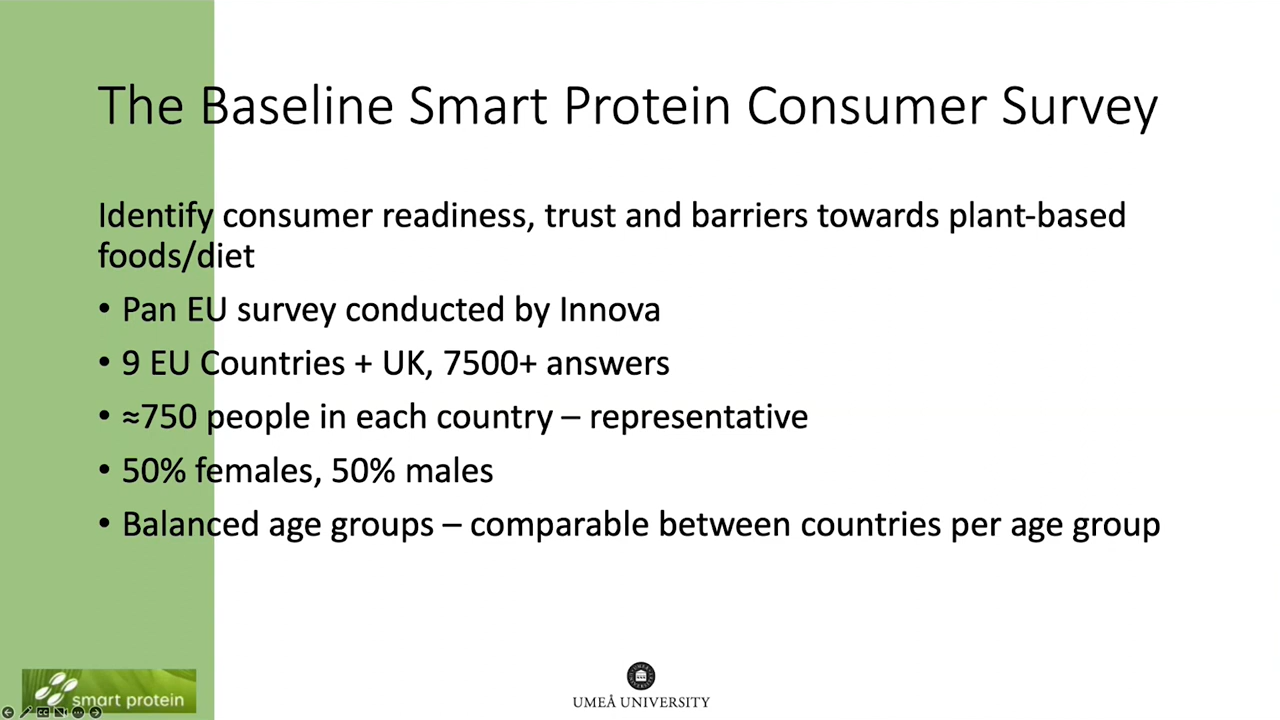 The Baseline Smart Protein Consumer Survey
Identify consumer readiness, trust and barriers towards plant-based
foods/diet
• Pan EU survey conducted by Innova
• 9 EU Countries + UK, 7500+ answers
• ≈750 people in each country – representative
• 50% females, 50% males
• Balanced age groups – comparable between countries per age group
smart protein
UMEÅ UNIVERSITY